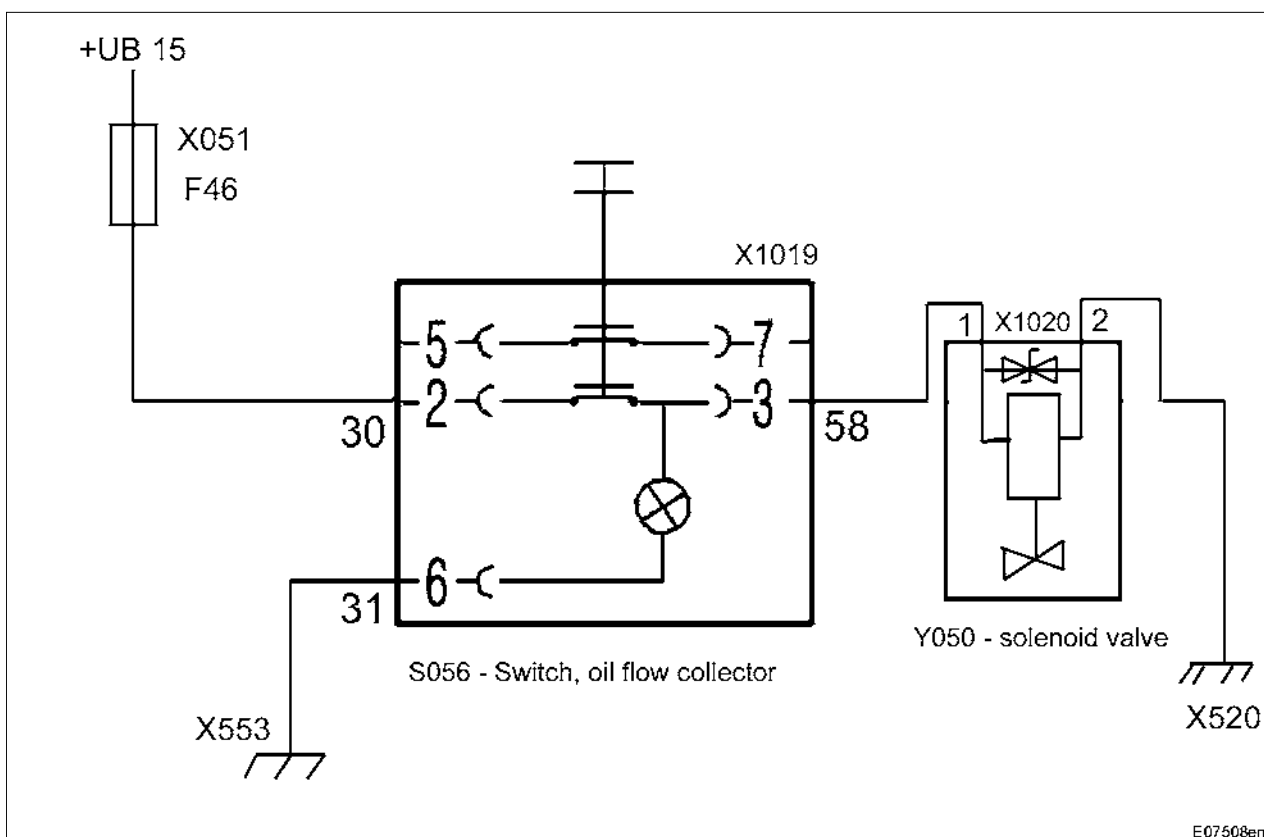 +UB 15
X051
F46
X1019
5
7
1
X1020
2
2
3
30
58
6
31
Y050 - solenoid valve
S056 - Switch, oil flow collector
X553
X520
E07508en